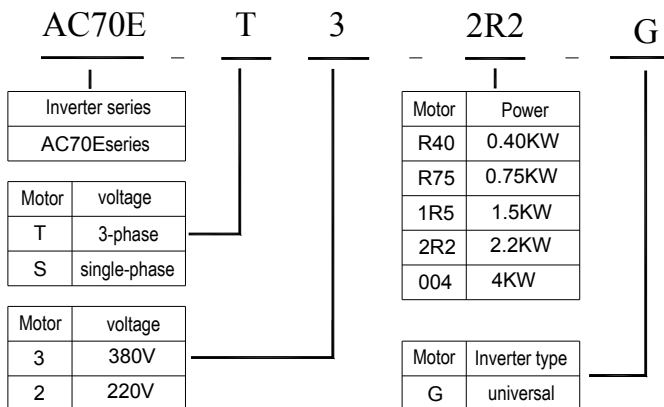 AC70E - T 3 - 2R2 - G
Inverter series
AC70Eseries
Motor voltage
T 3-phase
S single-phase
Motor voltage
3 380V
2 220V
Motor Power
R40 0.40KW
R75 0.75KW
1R5 1.5KW
2R2 2.2KW
004 4KW
Motor Inverter type
G universal